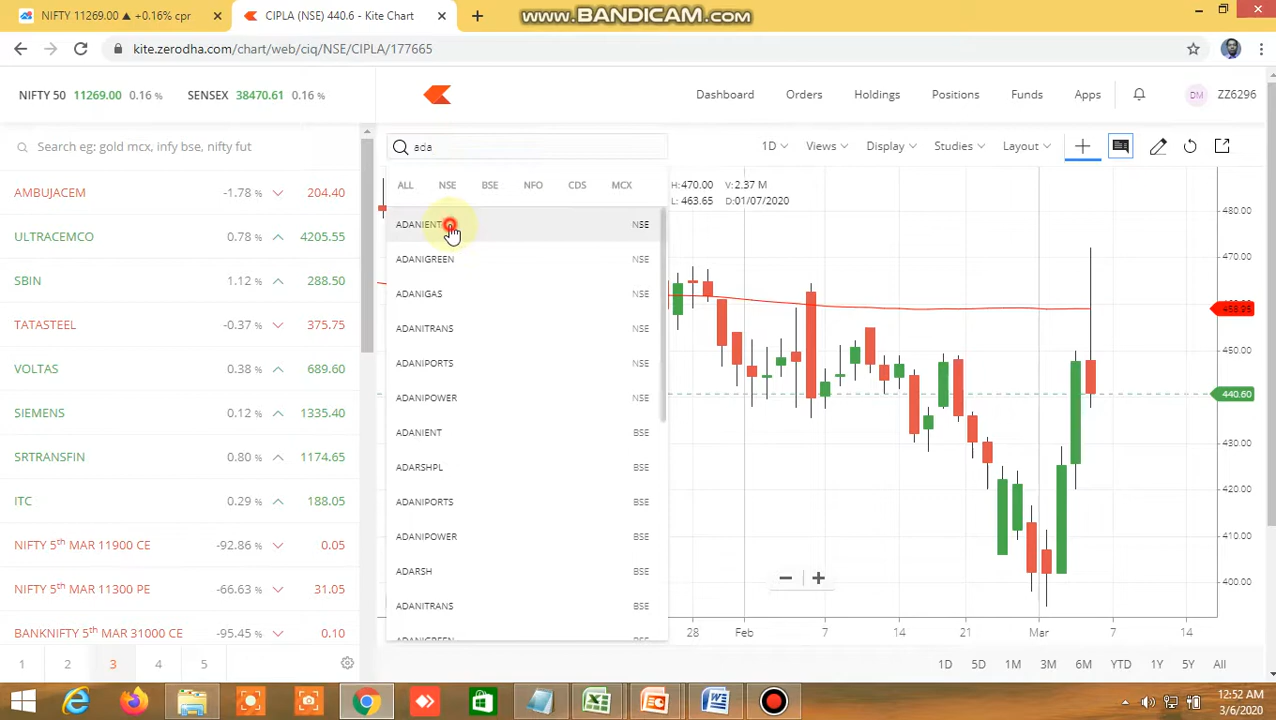 NIFTY 11269.00 ▲ +0.16% cpr
CIPLA (NSE) 440.6 - Kite Chart
www.BANDICAM.com
kite.zerodha.com/chart/web/ciq/NSE/CIPLA/177665
NIFTY 50 11269.00 0.16 % SENSEX 38470.61 0.16 %
Dashboard Orders Holdings Positions Funds Apps DM ZZ6296
Search eg: gold mcx, infy bse, nifty fut
AMBUJACEM -1.78 % 204.40
ULTRACEMCO 0.78 % 4205.55
SBIN 1.12 % 288.50
TATASTEEL -0.37 % 375.75
VOLTAS 0.38 % 689.60
SIEMENS 0.12 % 1335.40
SRTRANSFIN 0.80 % 1174.65
ITC 0.29 % 188.05
NIFTY 5th MAR 11900 CE -92.86 % 0.05
NIFTY 5th MAR 11300 PE -66.63 % 31.05
BANKNIFTY 5th MAR 31000 CE -95.45 % 0.10
1 2 3 4 5
ada
ALL NSE BSE NFO CDS MCX
ADANIENT NSE
ADANIGREEN NSE
ADANIGAS NSE
ADANITRANS NSE
ADANIPORTS NSE
ADANIPOWER NSE
ADANIENT BSE
ADARSHPL BSE
ADANIPORTS BSE
ADANIPOWER BSE
ADARSH BSE
ADANITRANS BSE
ADANIGREEN BSE
1D Views Display Studies Layout
H: 470.00 V: 2.37 M
L: 463.65 D: 01/07/2020
480.00
470.00
458.95
450.00
440.60
430.00
420.00
410.00
400.00
28 Feb 7 14 21 Mar 7 14
1D 5D 1M 3M 6M YTD 1Y 5Y All
12:52 AM
3/6/2020